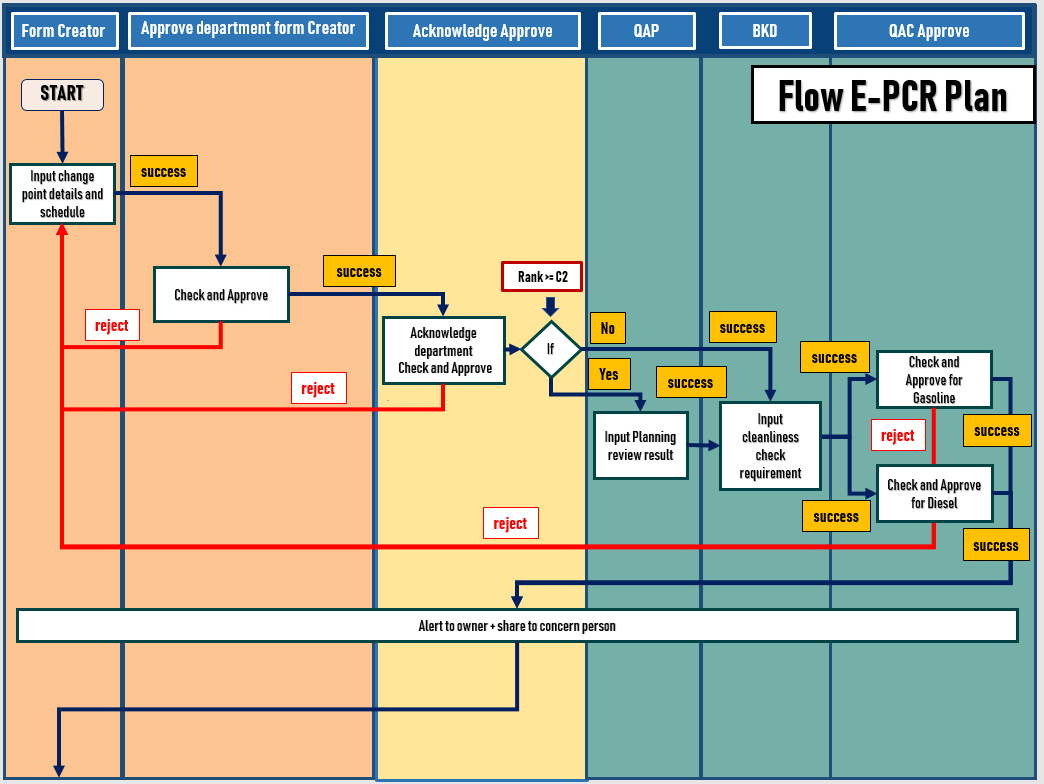 Form Creator
Approve department form Creator
Acknowledge Approve
QAP
BKD
QAC Approve
START
Flow E-PCR Plan
Input change
point details and
schedule
success
Check and Approve
success
Rank >= C2
reject
Acknowledge
department
Check and Approve
If
No
success
success
Check and
Approve for
Gasoline
Yes
success
reject
Input Planning
review result
Input
cleanliness
check
requirement
reject
success
Check and Approve
for Diesel
success
reject
success
Alert to owner + share to concern person